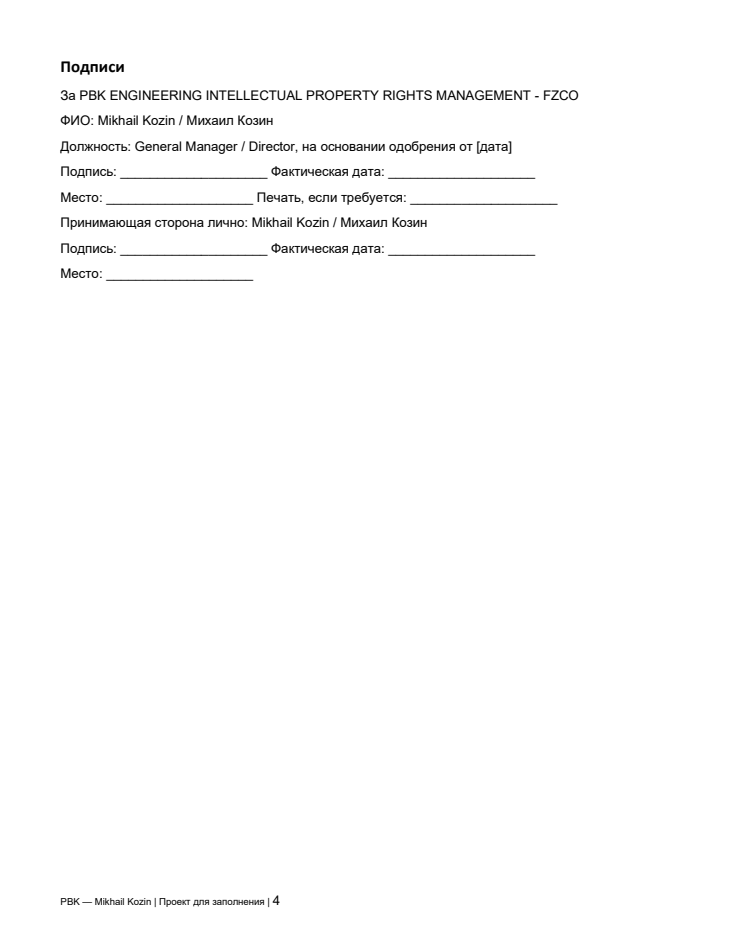 Подписи
За PBK ENGINEERING INTELLECTUAL PROPERTY RIGHTS MANAGEMENT - FZCO
ФИО: Mikhail Kozin / Михаил Козин
Должность: General Manager / Director, на основании одобрения от [дата]
Подпись: ____________________ Фактическая дата: ____________________
Место: ____________________ Печать, если требуется: ____________________
Принимающая сторона лично: Mikhail Kozin / Михаил Козин
Подпись: ____________________ Фактическая дата: ____________________
Место: ____________________
PBK — Mikhail Kozin | Проект для заполнения | 4